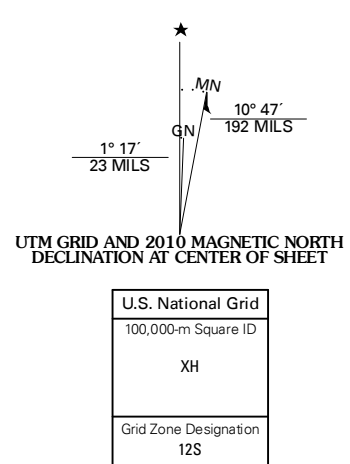 ★
MN
GN
10° 47´
192 MILS
1° 17´
23 MILS
UTM GRID AND 2010 MAGNETIC NORTH
DECLINATION AT CENTER OF SHEET
U.S. National Grid
100,000-m Square ID
XH
Grid Zone Designation
12S